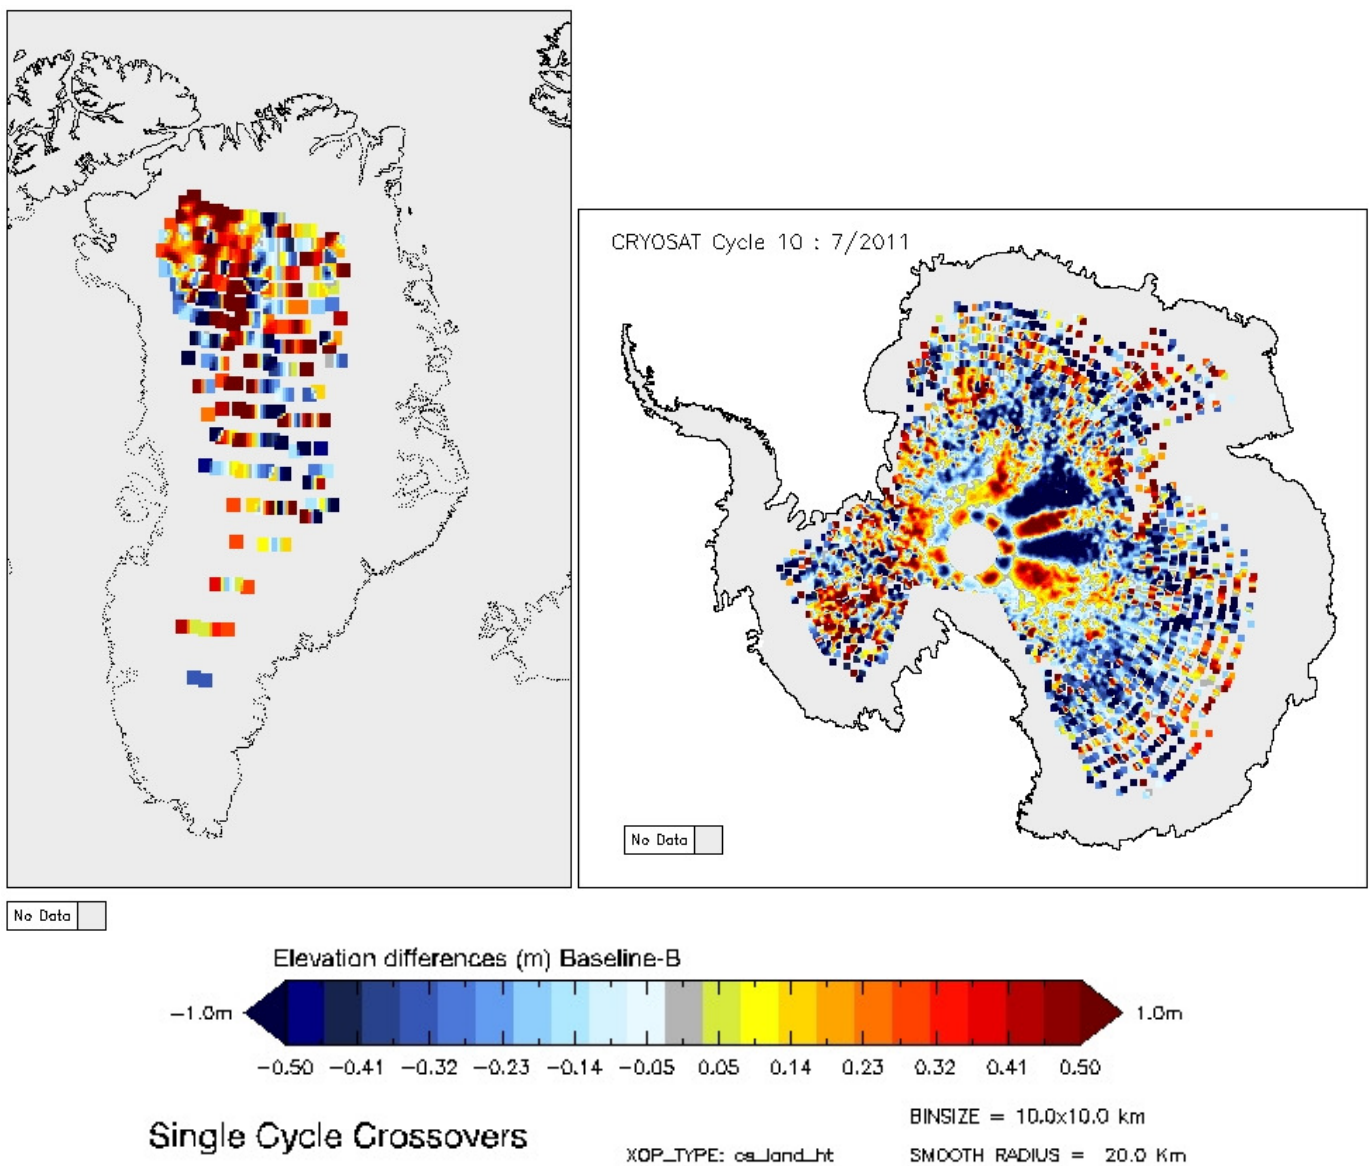 CRYOSAT Cycle 10 : 7/2011
No Data
No Data
Elevation differences (m) Baseline-B
-1.0m
1.0m
-0.50 -0.41 -0.32 -0.23 -0.14 -0.05 0.05 0.14 0.23 0.32 0.41 0.50
Single Cycle Crossovers
BINSIZE = 10.0x10.0 km
XOP_TYPE: cs_land_ht
SMOOTH RADIUS = 20.0 Km